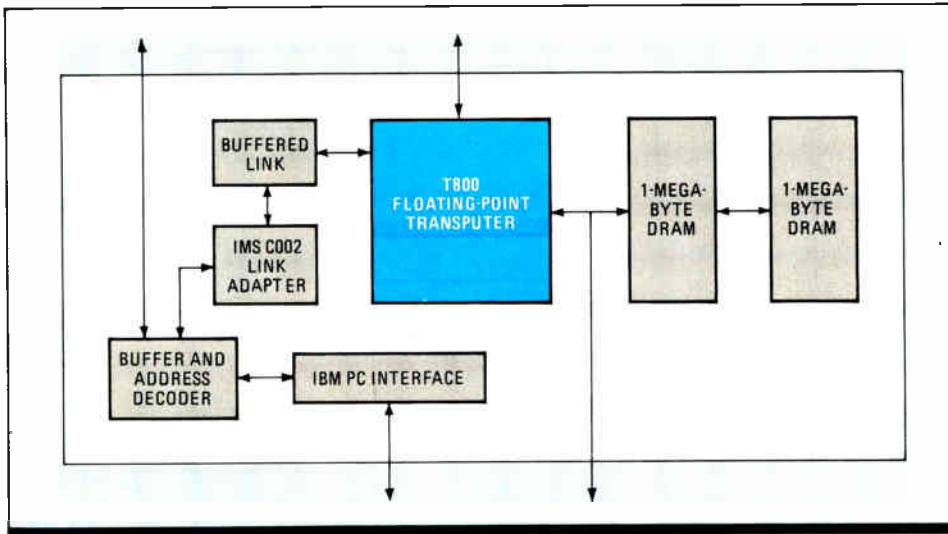 BUFFERED
LINK
T800
FLOATING-POINT
TRANSPUTER
1-MEGA-
BYTE
DRAM
1-MEGA-
BYTE
DRAM
IMS C002
LINK
ADAPTER
BUFFER AND
ADDRESS
DECODER
IBM PC INTERFACE